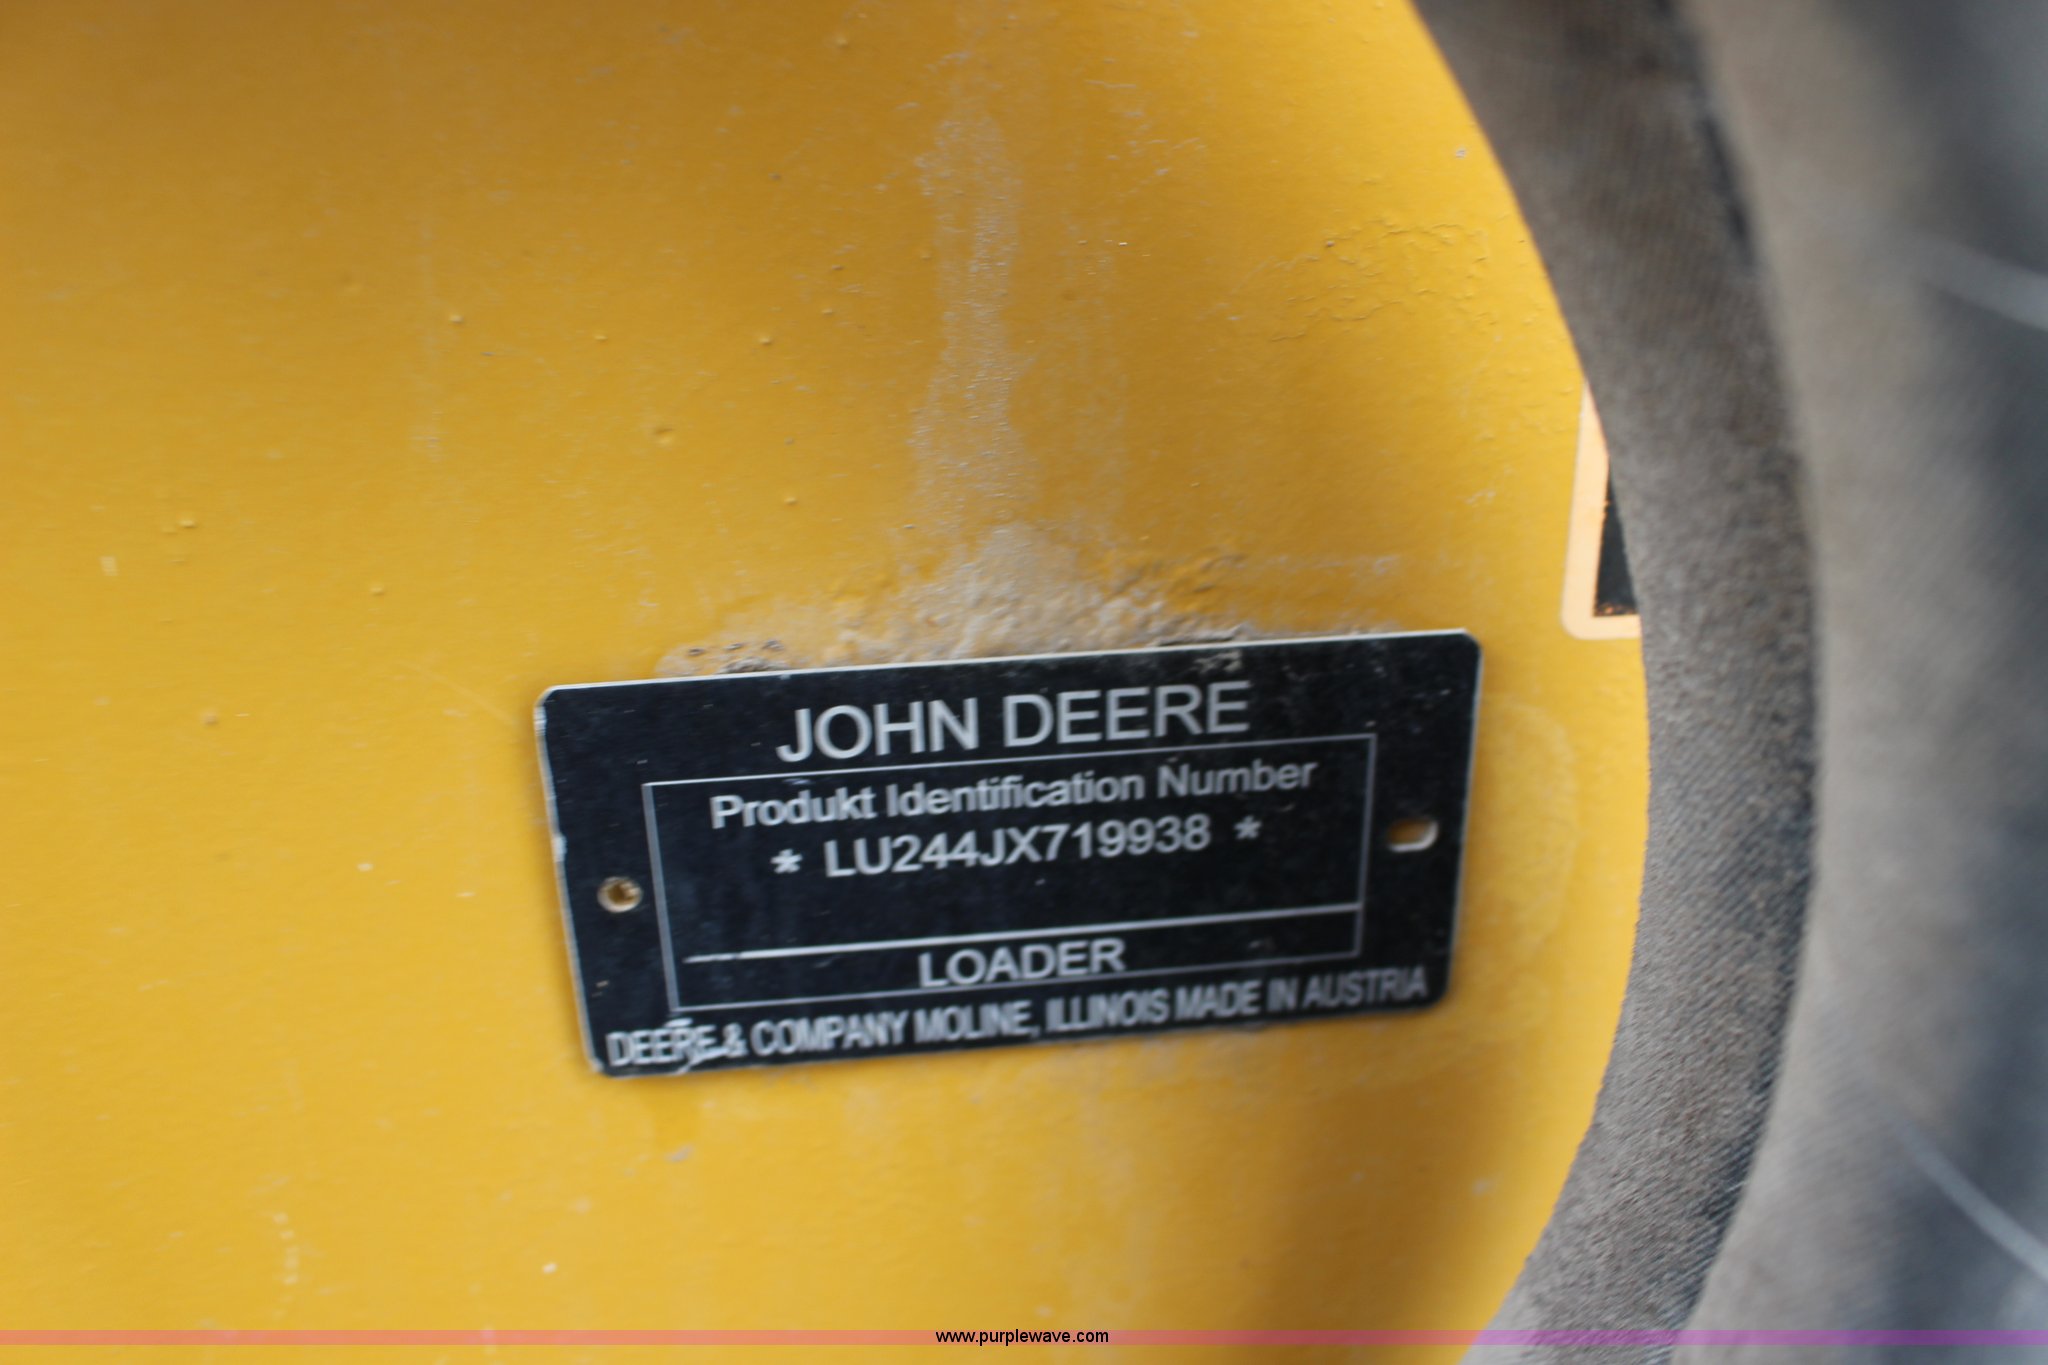 JOHN DEERE
Produkt Identification Number
* LU244JX719938 *
LOADER
DEERE & COMPANY MOLINE, ILLINOIS MADE IN AUSTRIA
www.purplewave.com